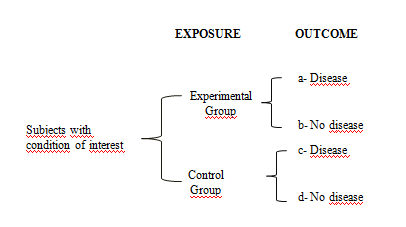 EXPOSURE OUTCOME
a- Disease
Experimental
Group
b- No disease
Subjects with
condition of interest
c- Disease
Control
Group
d- No disease